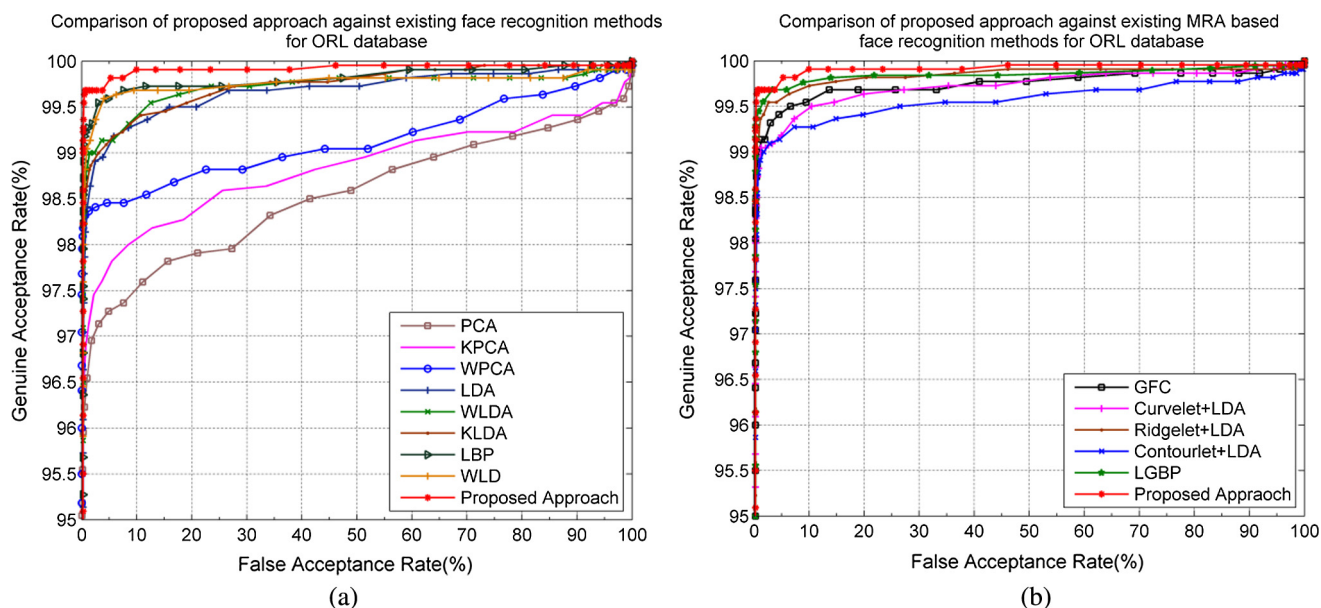 Comparison of proposed approach against existing face recognition methods
for ORL database
100
99.5
99
98.5
98
97.5
97
96.5
96
95.5
95
Genuine Acceptance Rate(%)
PCA
KPCA
WPCA
LDA
WLDA
KLDA
LBP
WLD
Proposed Approach
0
10
20
30
40
50
60
70
80
90
100
False Acceptance Rate(%)
(a)
Comparison of proposed approach against existing MRA based
face recognition methods for ORL database
100
99.5
99
98.5
98
97.5
97
96.5
96
95.5
95
Genuine Acceptance Rate(%)
GFC
Curvelet+LDA
Ridgelet+LDA
Contourlet+LDA
LGBP
Proposed Appraoch
0
10
20
30
40
50
60
70
80
90
100
False Acceptance Rate(%)
(b)